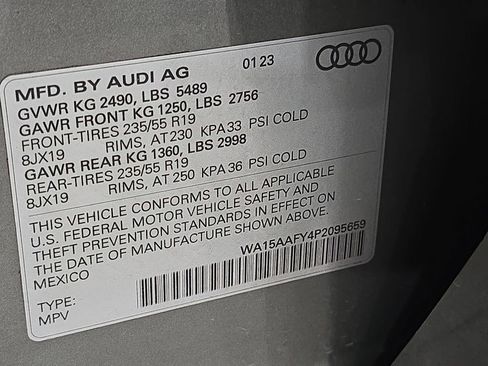 MFD. BY AUDI AG 01 23
GVWR KG 2490, LBS 5489
GAWR FRONT KG 1250, LBS 2756
FRONT-TIRES 235/55 R19
8JX19 RIMS, AT 230 KPA 33 PSI COLD
GAWR REAR KG 1360, LBS 2998
REAR-TIRES 235/55 R19
8JX19 RIMS, AT 250 KPA 36 PSI COLD
THIS VEHICLE CONFORMS TO ALL APPLICABLE
U.S. FEDERAL MOTOR VEHICLE SAFETY AND
THEFT PREVENTION STANDARDS IN EFFECT ON
THE DATE OF MANUFACTURE SHOWN ABOVE.
MEXICO
WA15AAFY4P2095659
TYPE:
MPV